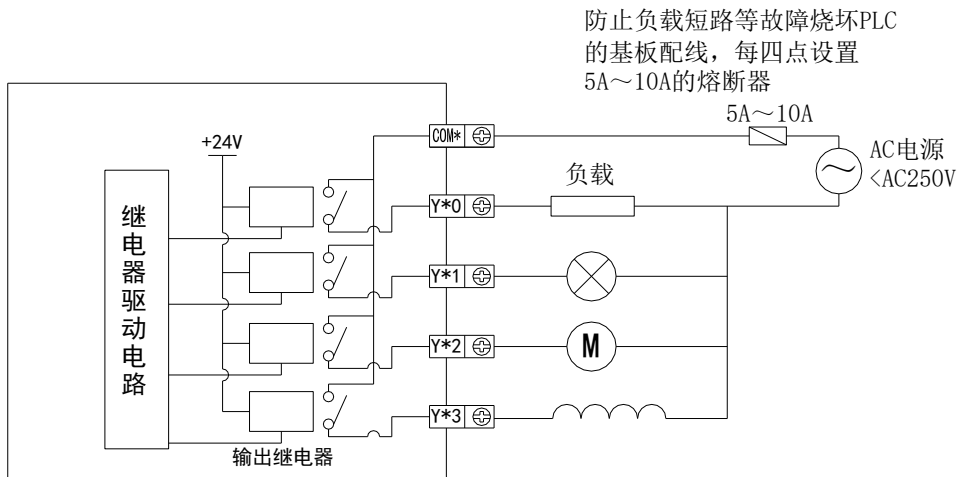 防止负载短路等故障烧坏PLC
的基板配线，每四点设置
5A～10A的熔断器
5A～10A
COM*
+24V
AC电源
<AC250V
负载
Y*0
继电器驱动电路
Y*1
Y*2
M
Y*3
输出继电器